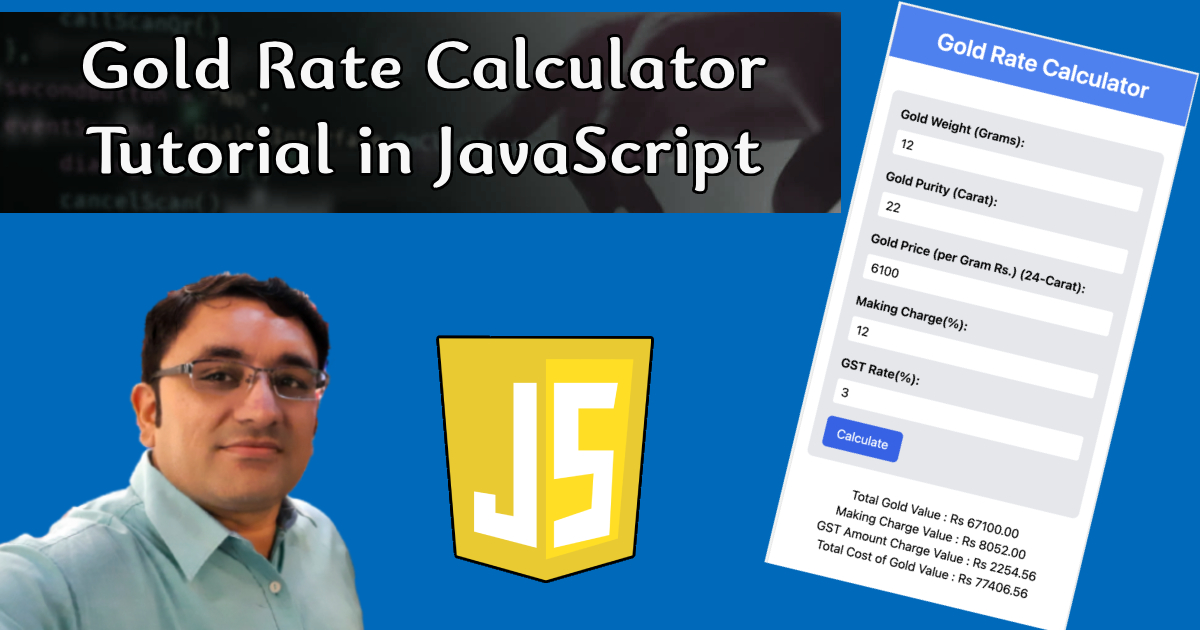 Gold Rate Calculator
Tutorial in JavaScript
callScanOr()
cancelScan()
JS
Gold Rate Calculator
Gold Weight (Grams):
12
Gold Purity (Carat):
22
Gold Price (per Gram Rs.) (24-Carat):
6100
Making Charge(%):
12
GST Rate(%):
3
Calculate
Total Gold Value : Rs 67100.00
Making Charge Value : Rs 8052.00
GST Amount Charge Value : Rs 2254.56
Total Cost of Gold Value : Rs 77406.56